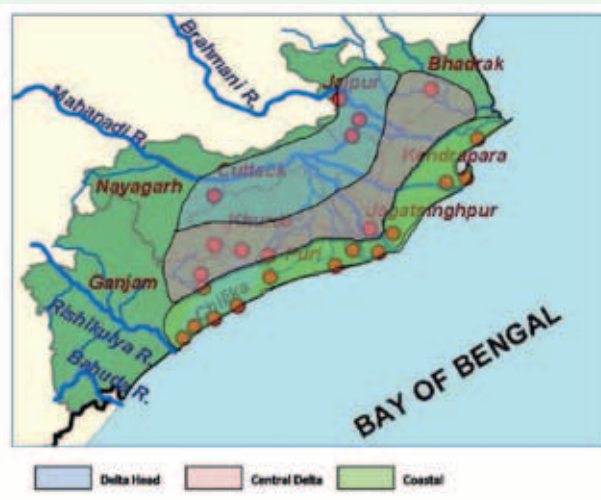 Brahmani R.
Jajpur
Bhadrak
Mahanadi R.
Kendrapara
Cuttack
Nayagarh
Jagatsinghpur
Khurda
Puri
Ganjam
Chilika
Rishikulya R.
Bahuda R.
BAY OF BENGAL
Delta Head
Central Delta
Coastal